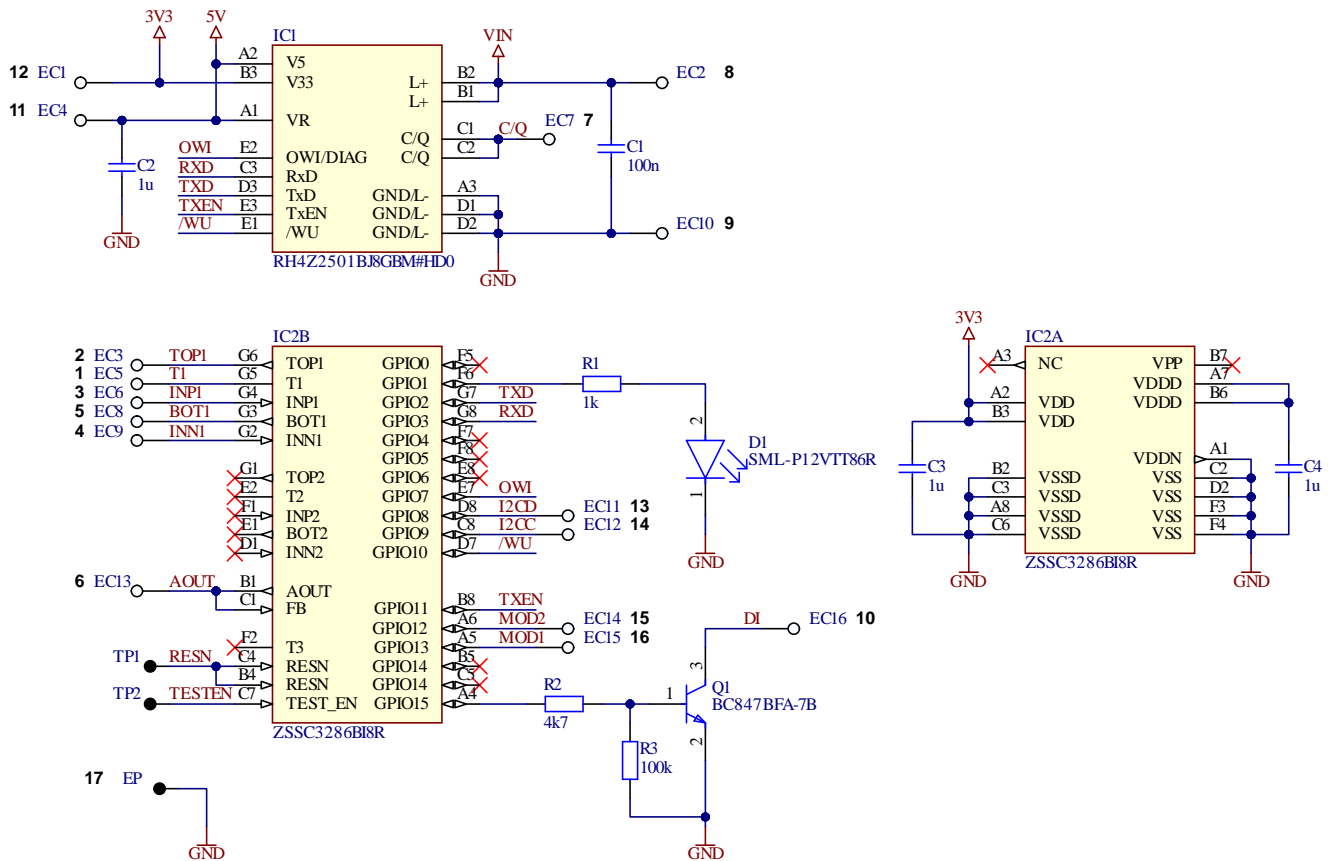 3V3 5V
IC1
VIN
12 EC1
A2 V5
B3 V33
L+ B2
L+ B1
EC2 8
11 EC4
A1 VR
C/Q C1
C/Q C2
C/Q
EC7 7
C1
100n
C2
1u
GND
OWI E2 OWI/DIAG
RXD C3 RxD
TXD D3 TxD
TXEN E3 TxEN
/WU E1 /WU
GND/L- A3
GND/L- D1
GND/L- D2
EC10 9
GND
RH4Z2501BJ8GBM#HD0
IC2B
2 EC3 TOP1 G6 TOP1
1 EC5 T1 G5 T1
3 EC6 INP1 G4 INP1
5 EC8 BOT1 G3 BOT1
4 EC9 INN1 G2 INN1
G1 TOP2
E2 T2
F1 INP2
E1 BOT2
D1 INN2
6 EC13 AOUT B1 AOUT
C1 FB
F2 T3
TP1 RESN C4 RESN
B4 RESN
TP2 TESTEN C7 TEST_EN
GPIO0 F5
GPIO1 F6
GPIO2 G7 TXD
GPIO3 G8 RXD
GPIO4 F7
GPIO5 F8
GPIO6 E8
GPIO7 E7 OWI
GPIO8 D8 I2CD EC11 13
GPIO9 C8 I2CC EC12 14
GPIO10 D7 /WU
GPIO11 B8 TXEN
GPIO12 A6 MOD2 EC14 15
GPIO13 A5 MOD1 EC15 16
GPIO14 B5
GPIO14 C5
GPIO15 A4
ZSSC3286BI8R
R1
1k
2
D1
SML-P12VTT86R
1
GND
DI EC16 10
3
R2
4k7
1
Q1
BC847BFA-7B
2
R3
100k
GND
17 EP
GND
3V3
IC2A
A3 NC
A2 VDD
B3 VDD
B2 VSSD
C3 VSSD
A8 VSSD
C6 VSSD
VPP B7
VDDD A7
VDDD B6
VDDN A1
VSS C2
VSS D2
VSS F3
VSS F4
C3
1u
C4
1u
GND
ZSSC3286BI8R
GND